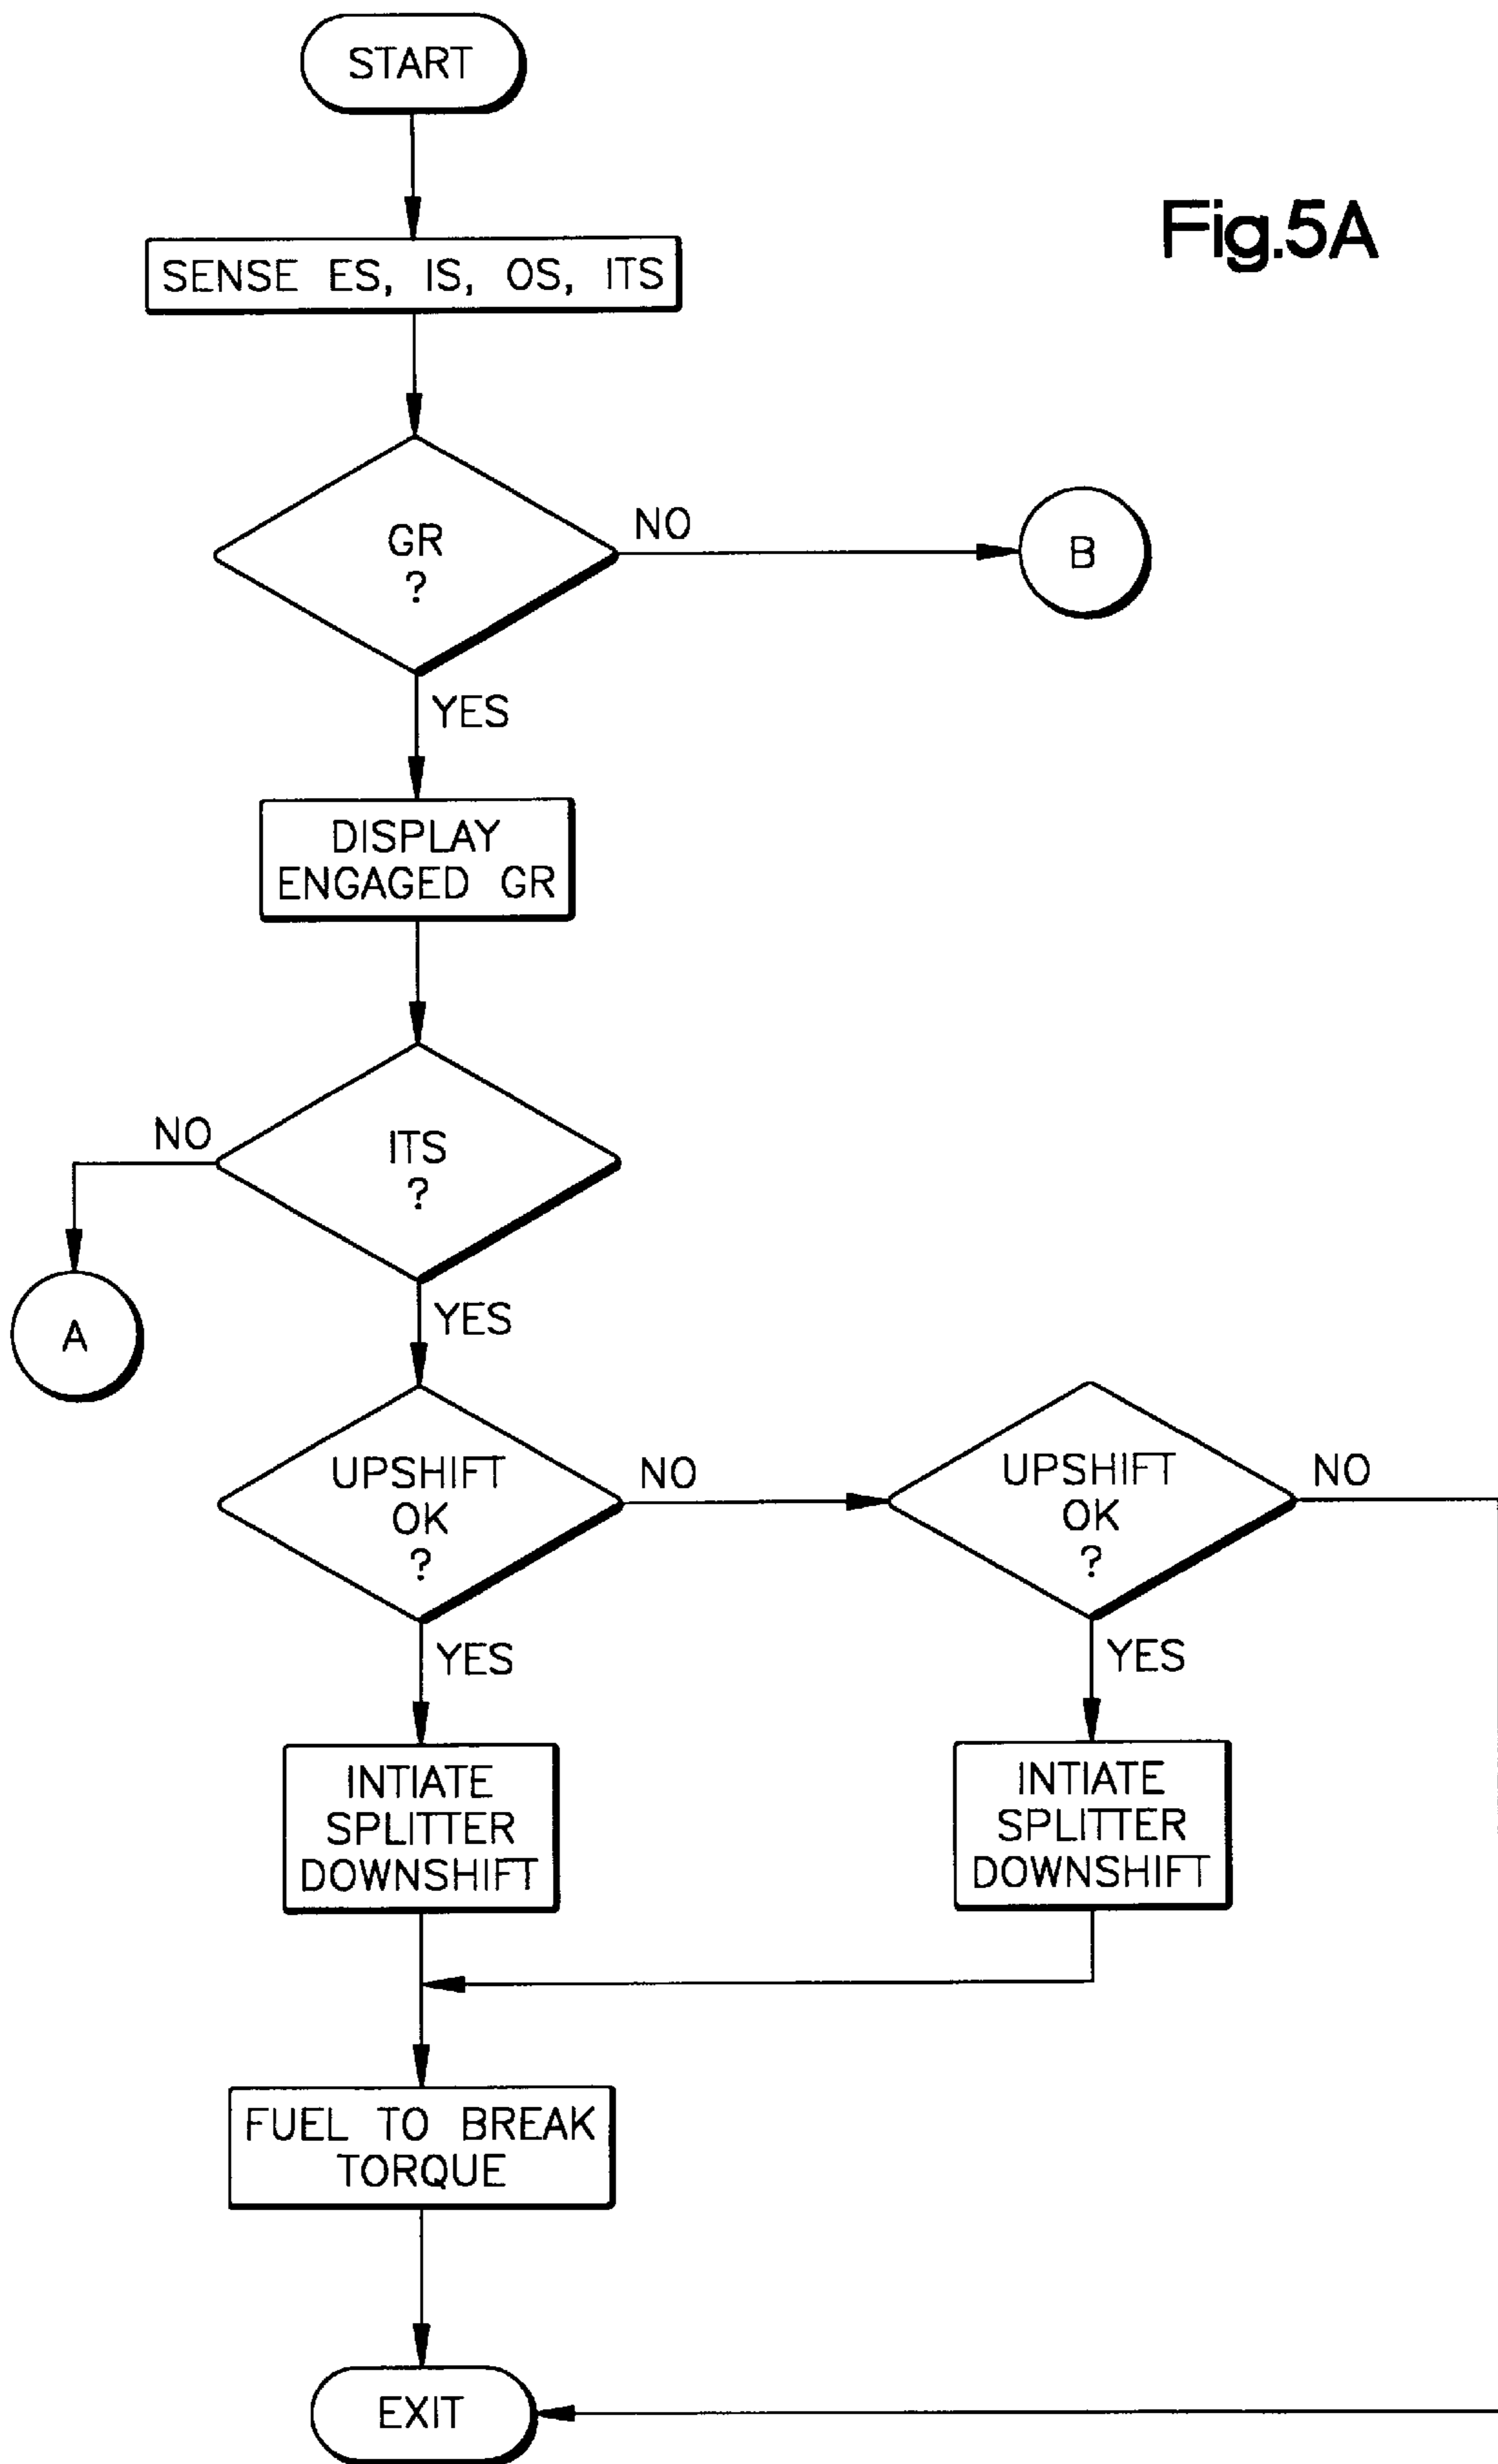 START
Fig.5A
SENSE ES, IS, OS, ITS
GR
?
NO
B
YES
DISPLAY
ENGAGED GR
ITS
?
NO
A
YES
UPSHIFT
OK
?
NO
UPSHIFT
OK
?
NO
YES
YES
INTIATE
SPLITTER
DOWNSHIFT
INTIATE
SPLITTER
DOWNSHIFT
FUEL TO BREAK
TORQUE
EXIT